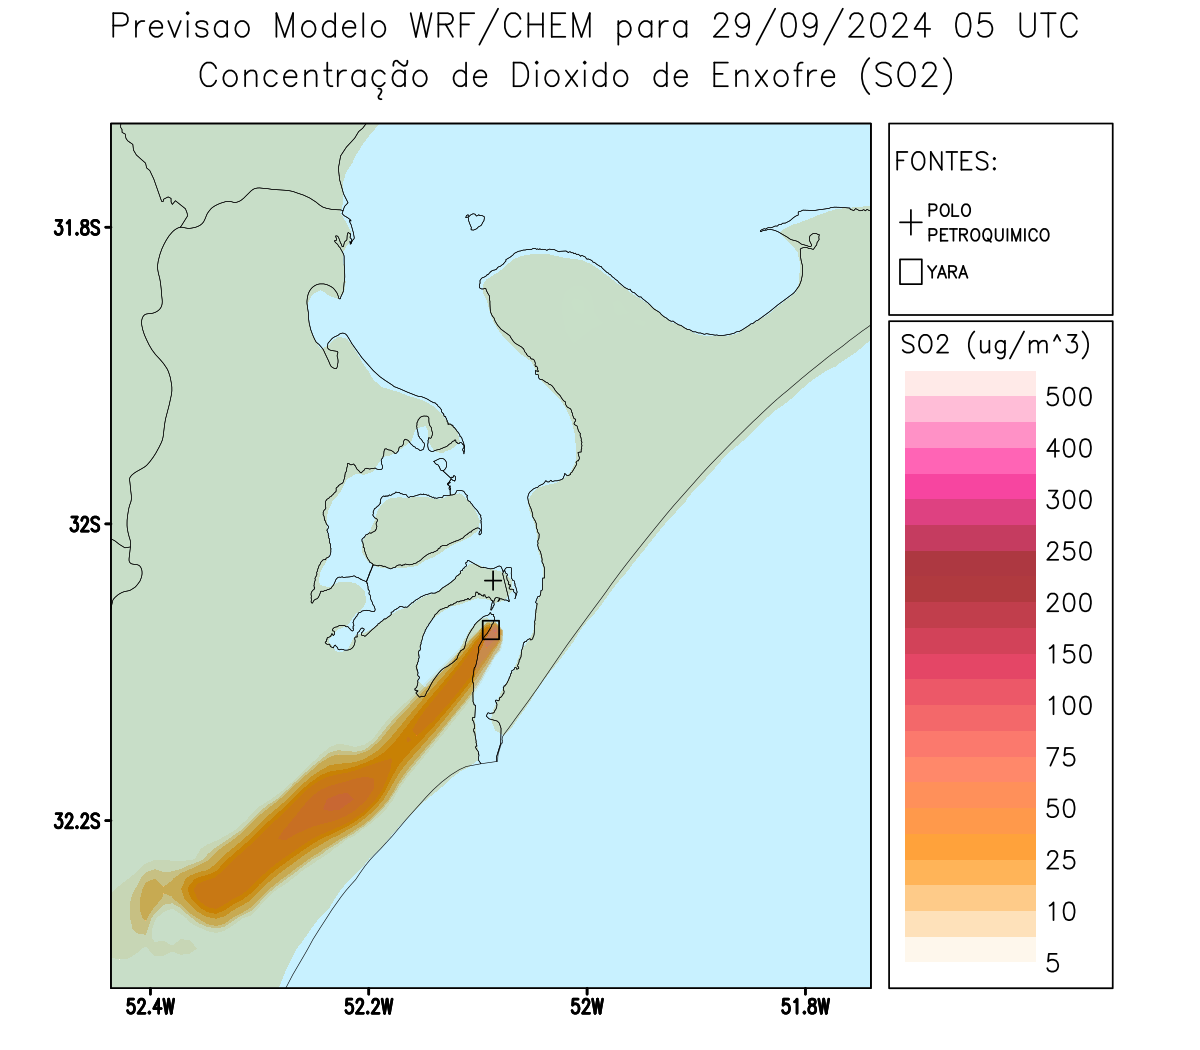 Previsao Modelo WRF/CHEM para 29/09/2024 05 UTC
Concentração de Dioxido de Enxofre (SO2)
FONTES:
POLO
PETROQUIMICO
YARA
SO2 (ug/m^3)
500
400
300
250
200
150
100
75
50
25
10
5
31.8S
32S
32.2S
52.4W
52.2W
52W
51.8W